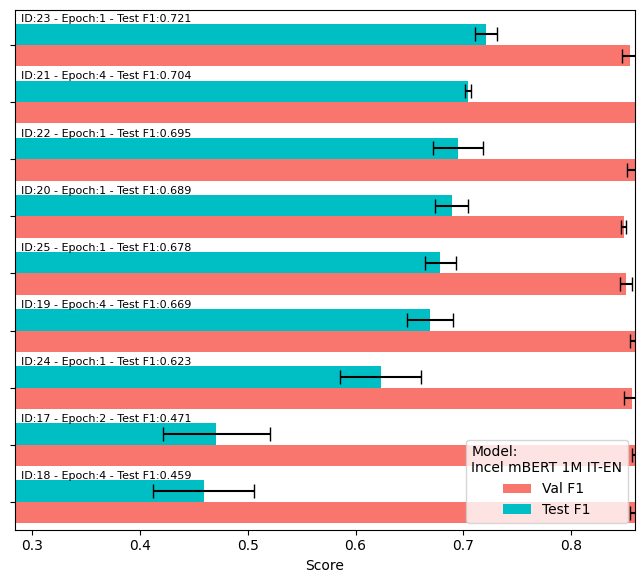 ID:23 - Epoch:1 - Test F1:0.721
ID:21 - Epoch:4 - Test F1:0.704
ID:22 - Epoch:1 - Test F1:0.695
ID:20 - Epoch:1 - Test F1:0.689
ID:25 - Epoch:1 - Test F1:0.678
ID:19 - Epoch:4 - Test F1:0.669
ID:24 - Epoch:1 - Test F1:0.623
ID:17 - Epoch:2 - Test F1:0.471
ID:18 - Epoch:4 - Test F1:0.459
Model:
Incel mBERT 1M IT-EN
Val F1
Test F1
0.3 0.4 0.5 0.6 0.7 0.8
Score